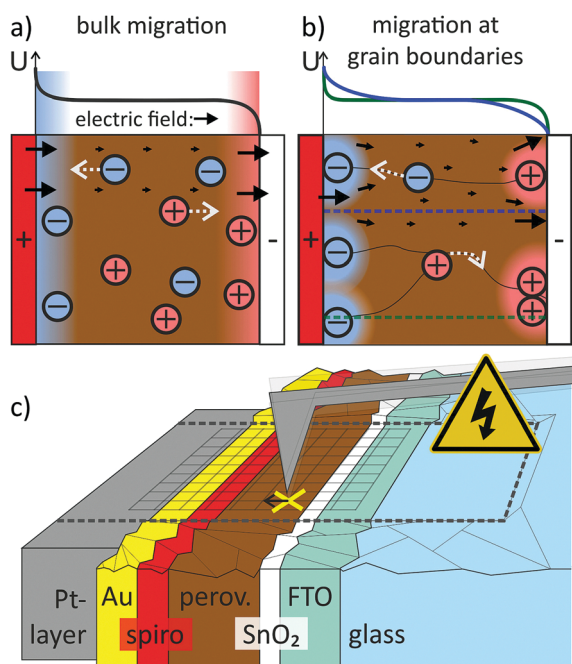 a)
bulk migration
U
electric field:
+
-
b)
migration at
grain boundaries
U
+
-
c)
Pt-
layer
Au
spiro
perov.
SnO₂
FTO
glass